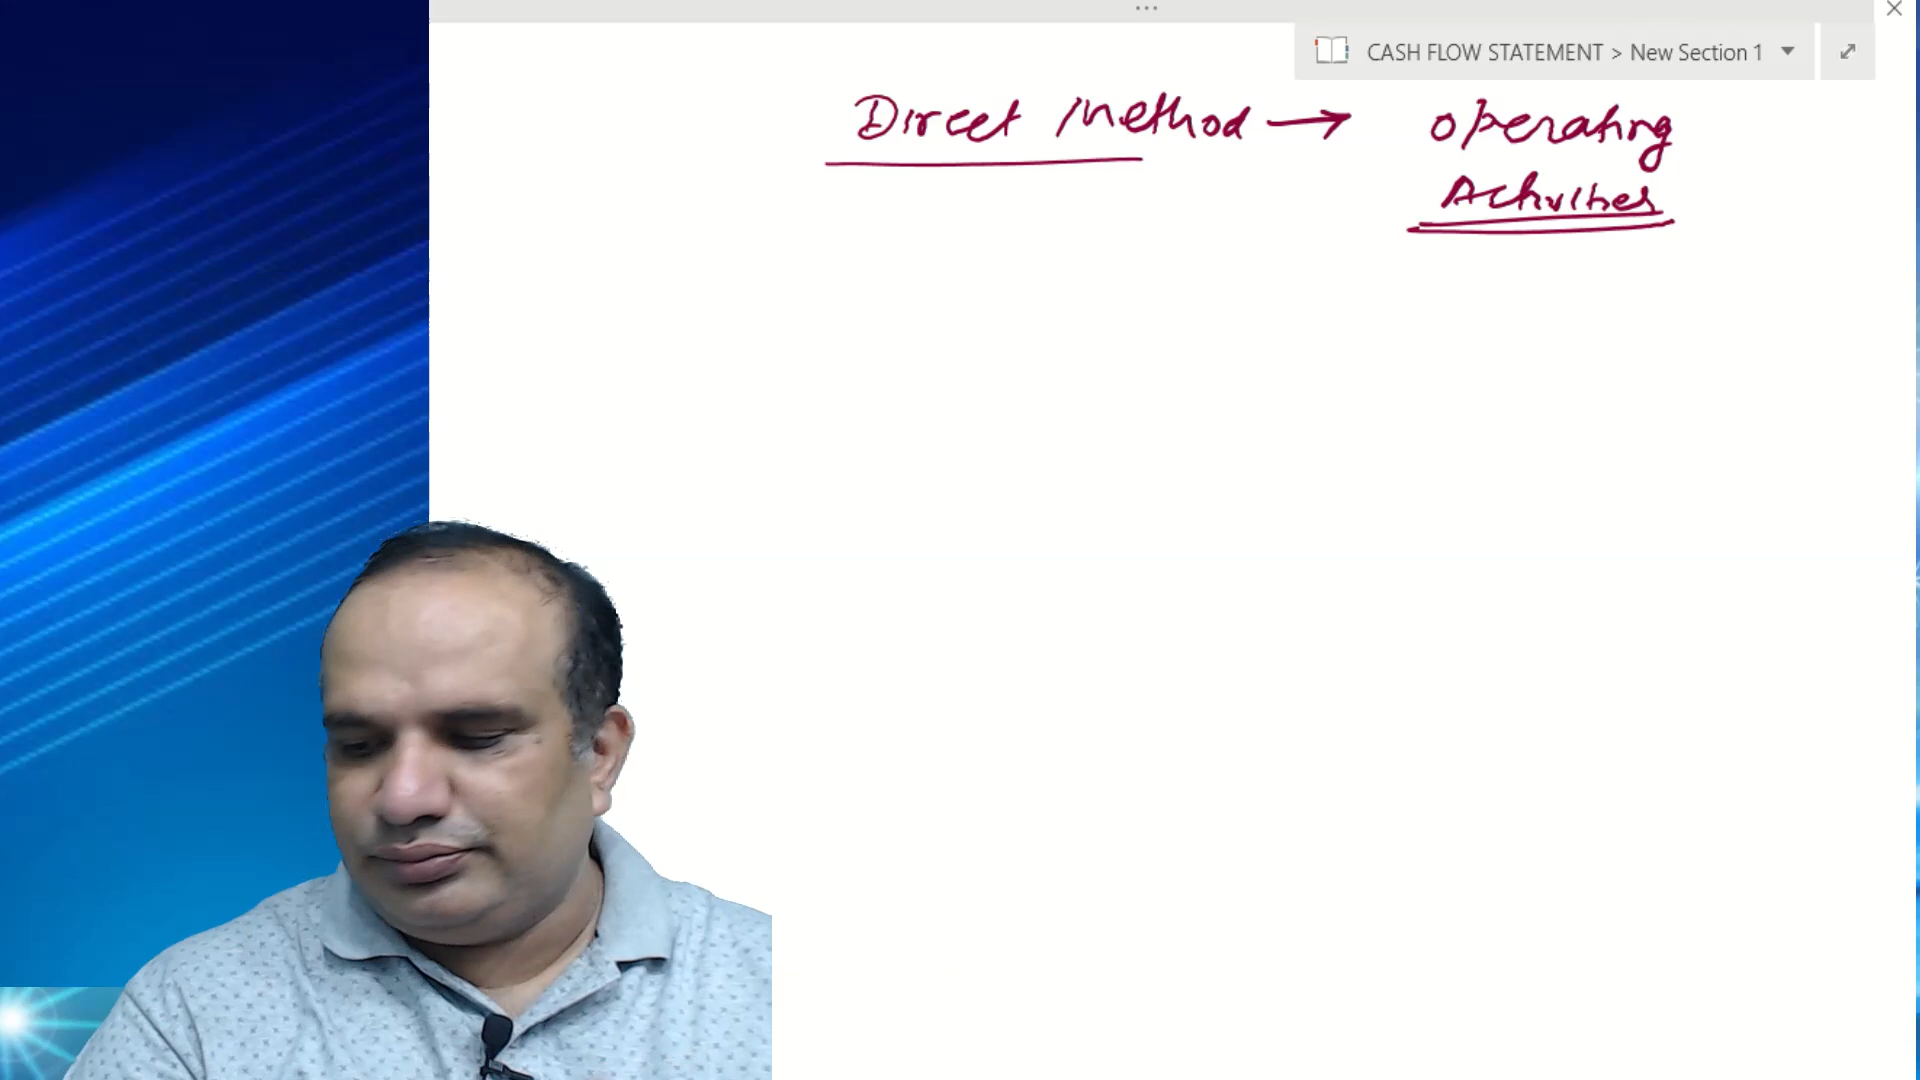 CASH FLOW STATEMENT > New Section 1
Direct Method → operating
Activities